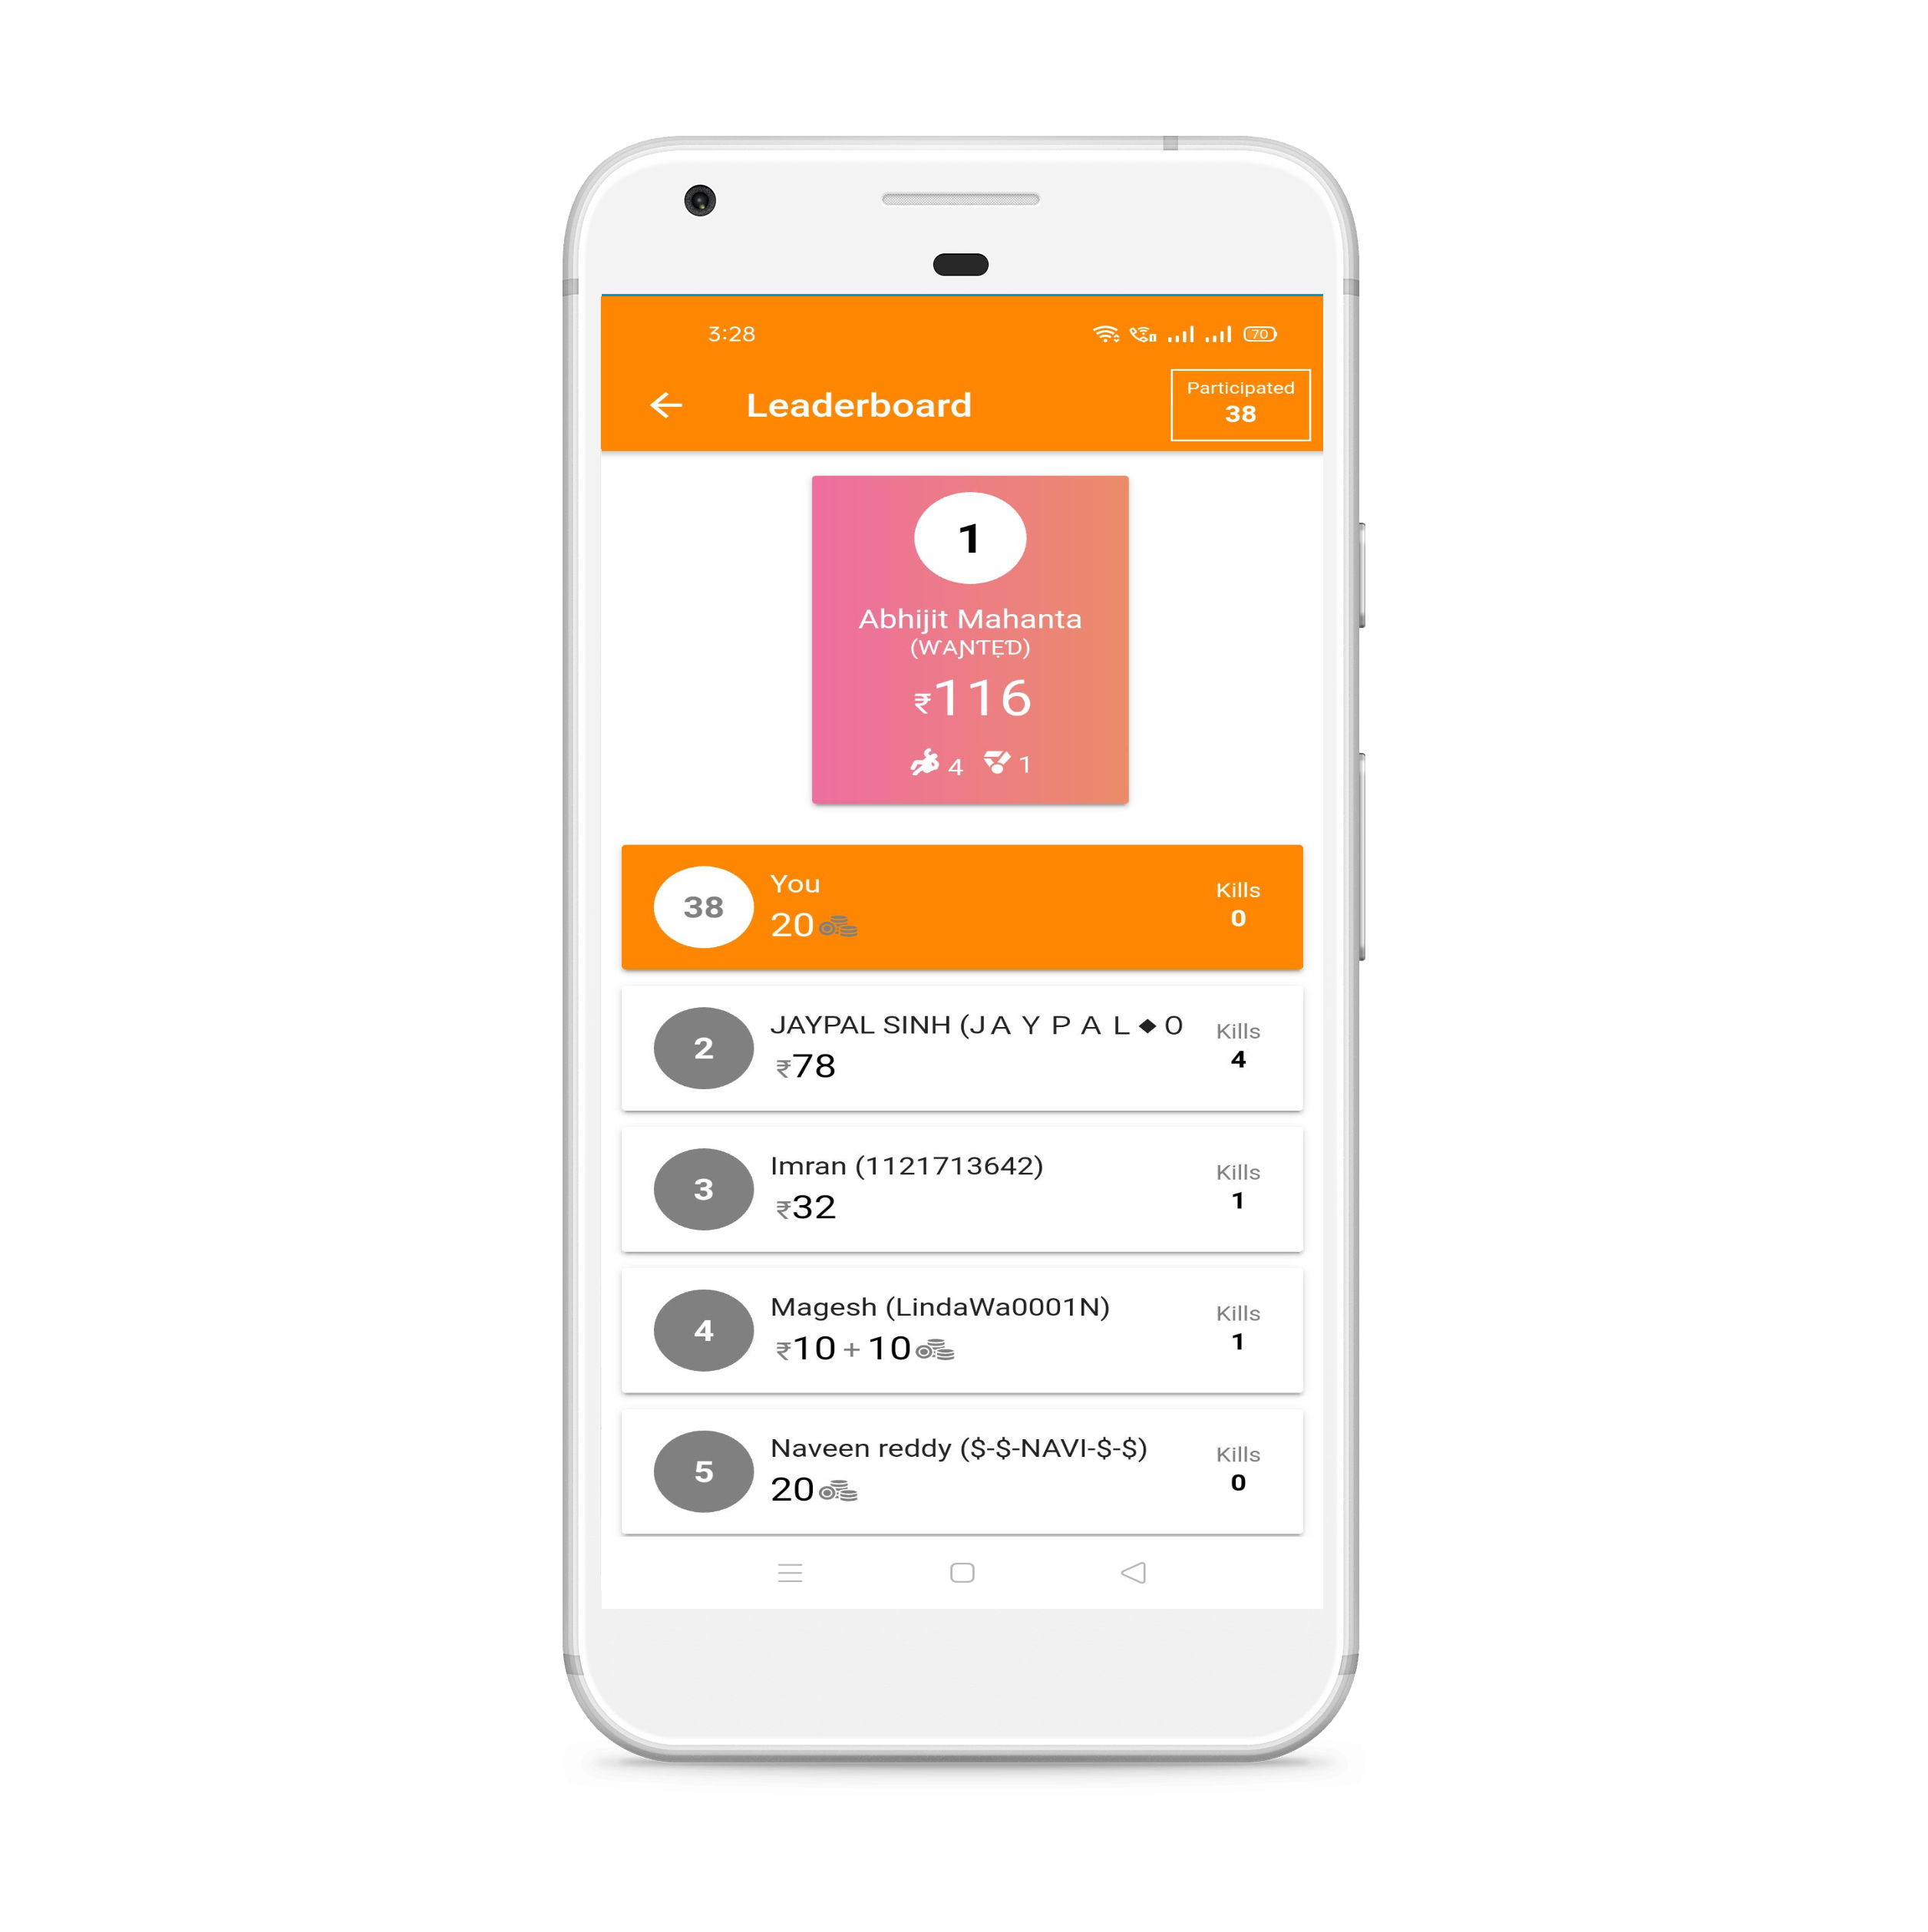 3:28
70
Leaderboard
Participated
38
1
Abhijit Mahanta
(ƜƛƝƬЄƊ)
₹116
4 1
38
You
20
Kills
0
2
JAYPAL SINH (J A Y P A L◆O
₹78
Kills
4
3
Imran (1121713642)
₹32
Kills
1
4
Magesh (LindaWa0001N)
₹10 + 10
Kills
1
5
Naveen reddy ($-$-NAVI-$-$)
20
Kills
0